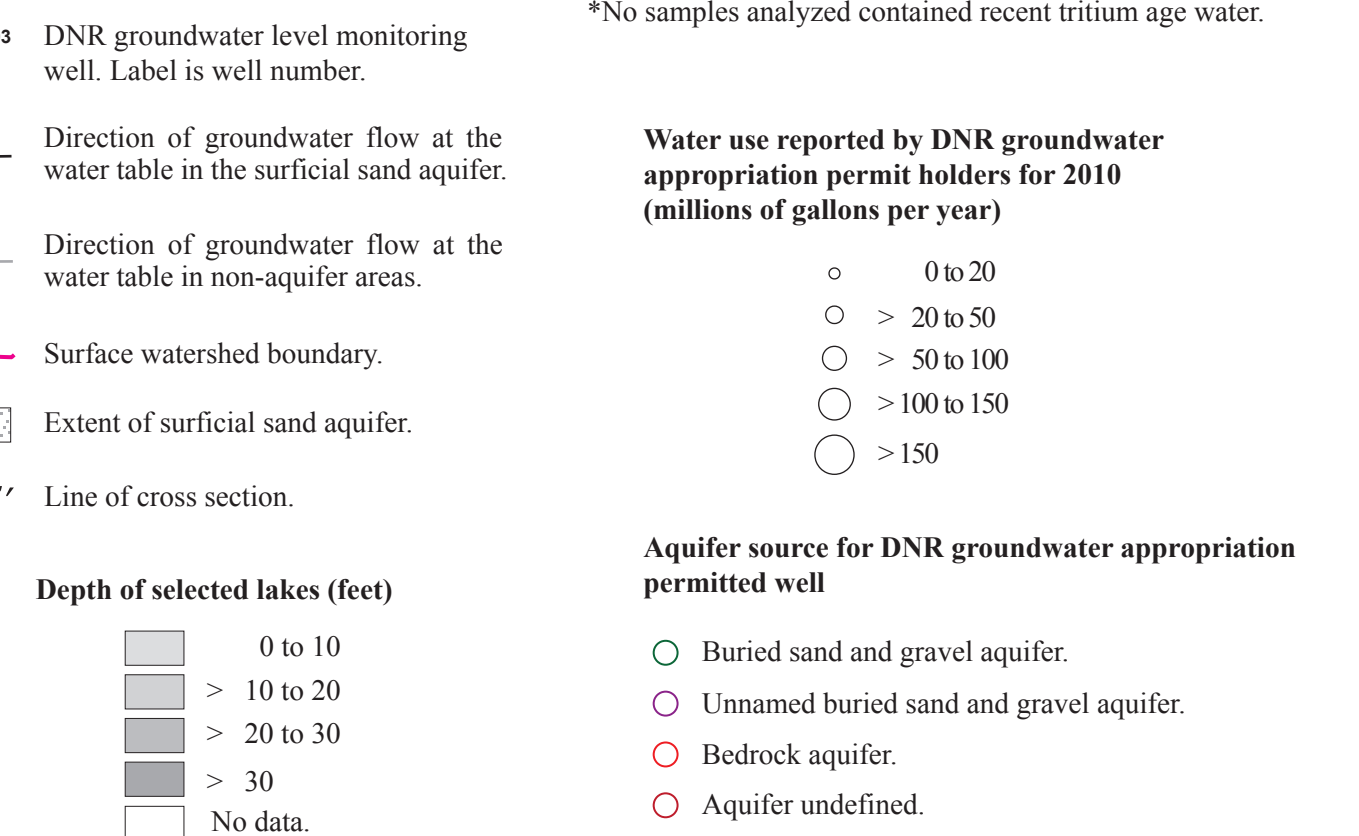 3 DNR groundwater level monitoring
well. Label is well number.
Direction of groundwater flow at the
water table in the surficial sand aquifer.
Direction of groundwater flow at the
water table in non-aquifer areas.
Surface watershed boundary.
Extent of surficial sand aquifer.
Line of cross section.
Depth of selected lakes (feet)
0 to 10
> 10 to 20
> 20 to 30
> 30
No data.
*No samples analyzed contained recent tritium age water.
Water use reported by DNR groundwater
appropriation permit holders for 2010
(millions of gallons per year)
0 to 20
> 20 to 50
> 50 to 100
> 100 to 150
> 150
Aquifer source for DNR groundwater appropriation
permitted well
Buried sand and gravel aquifer.
Unnamed buried sand and gravel aquifer.
Bedrock aquifer.
Aquifer undefined.